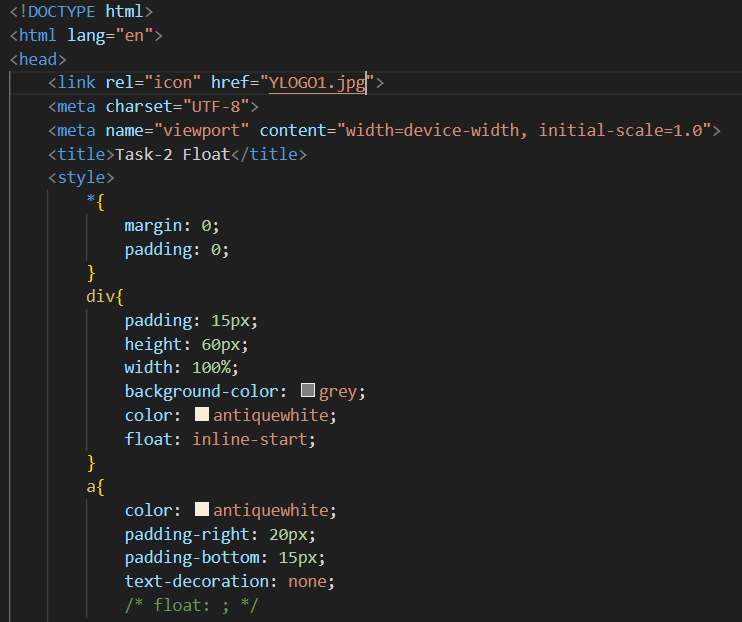 <!DOCTYPE html>
<html lang="en">
<head>
    <link rel="icon" href="YLOGO1.jpg">
    <meta charset="UTF-8">
    <meta name="viewport" content="width=device-width, initial-scale=1.0">
    <title>Task-2 Float</title>
    <style>
        *{
            margin: 0;
            padding: 0;
        }
        div{
            padding: 15px;
            height: 60px;
            width: 100%;
            background-color: grey;
            color: antiquewhite;
            float: inline-start;
        }
        a{
            color: antiquewhite;
            padding-right: 20px;
            padding-bottom: 15px;
            text-decoration: none;
            /* float: ; */